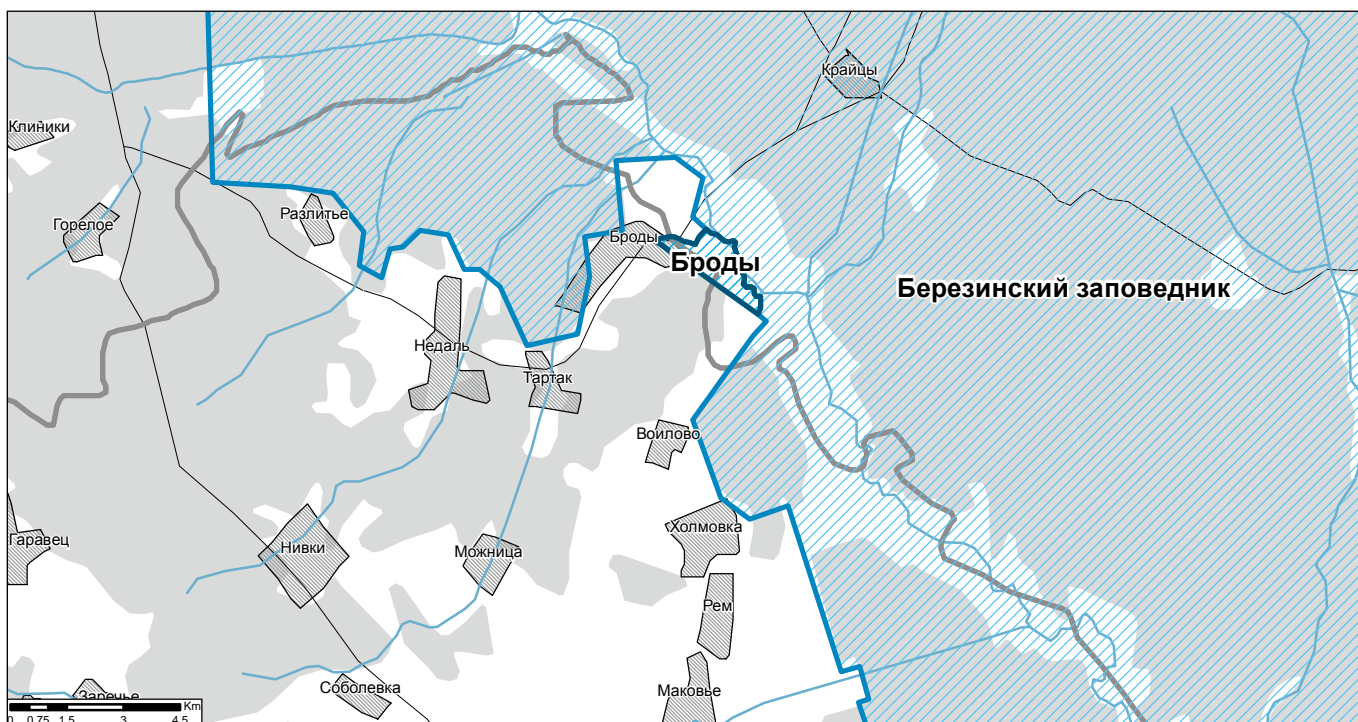 Крайцы
Клиники
Разлитье
Горелое
Броды
Броды
Березинский заповедник
Недаль
Тартак
Воилово
Холмовка
Гаравец
Нивки
Можница
Рем
Соболевка
Маковье
Заречье
Km
0 0.75 1.5 3 4.5